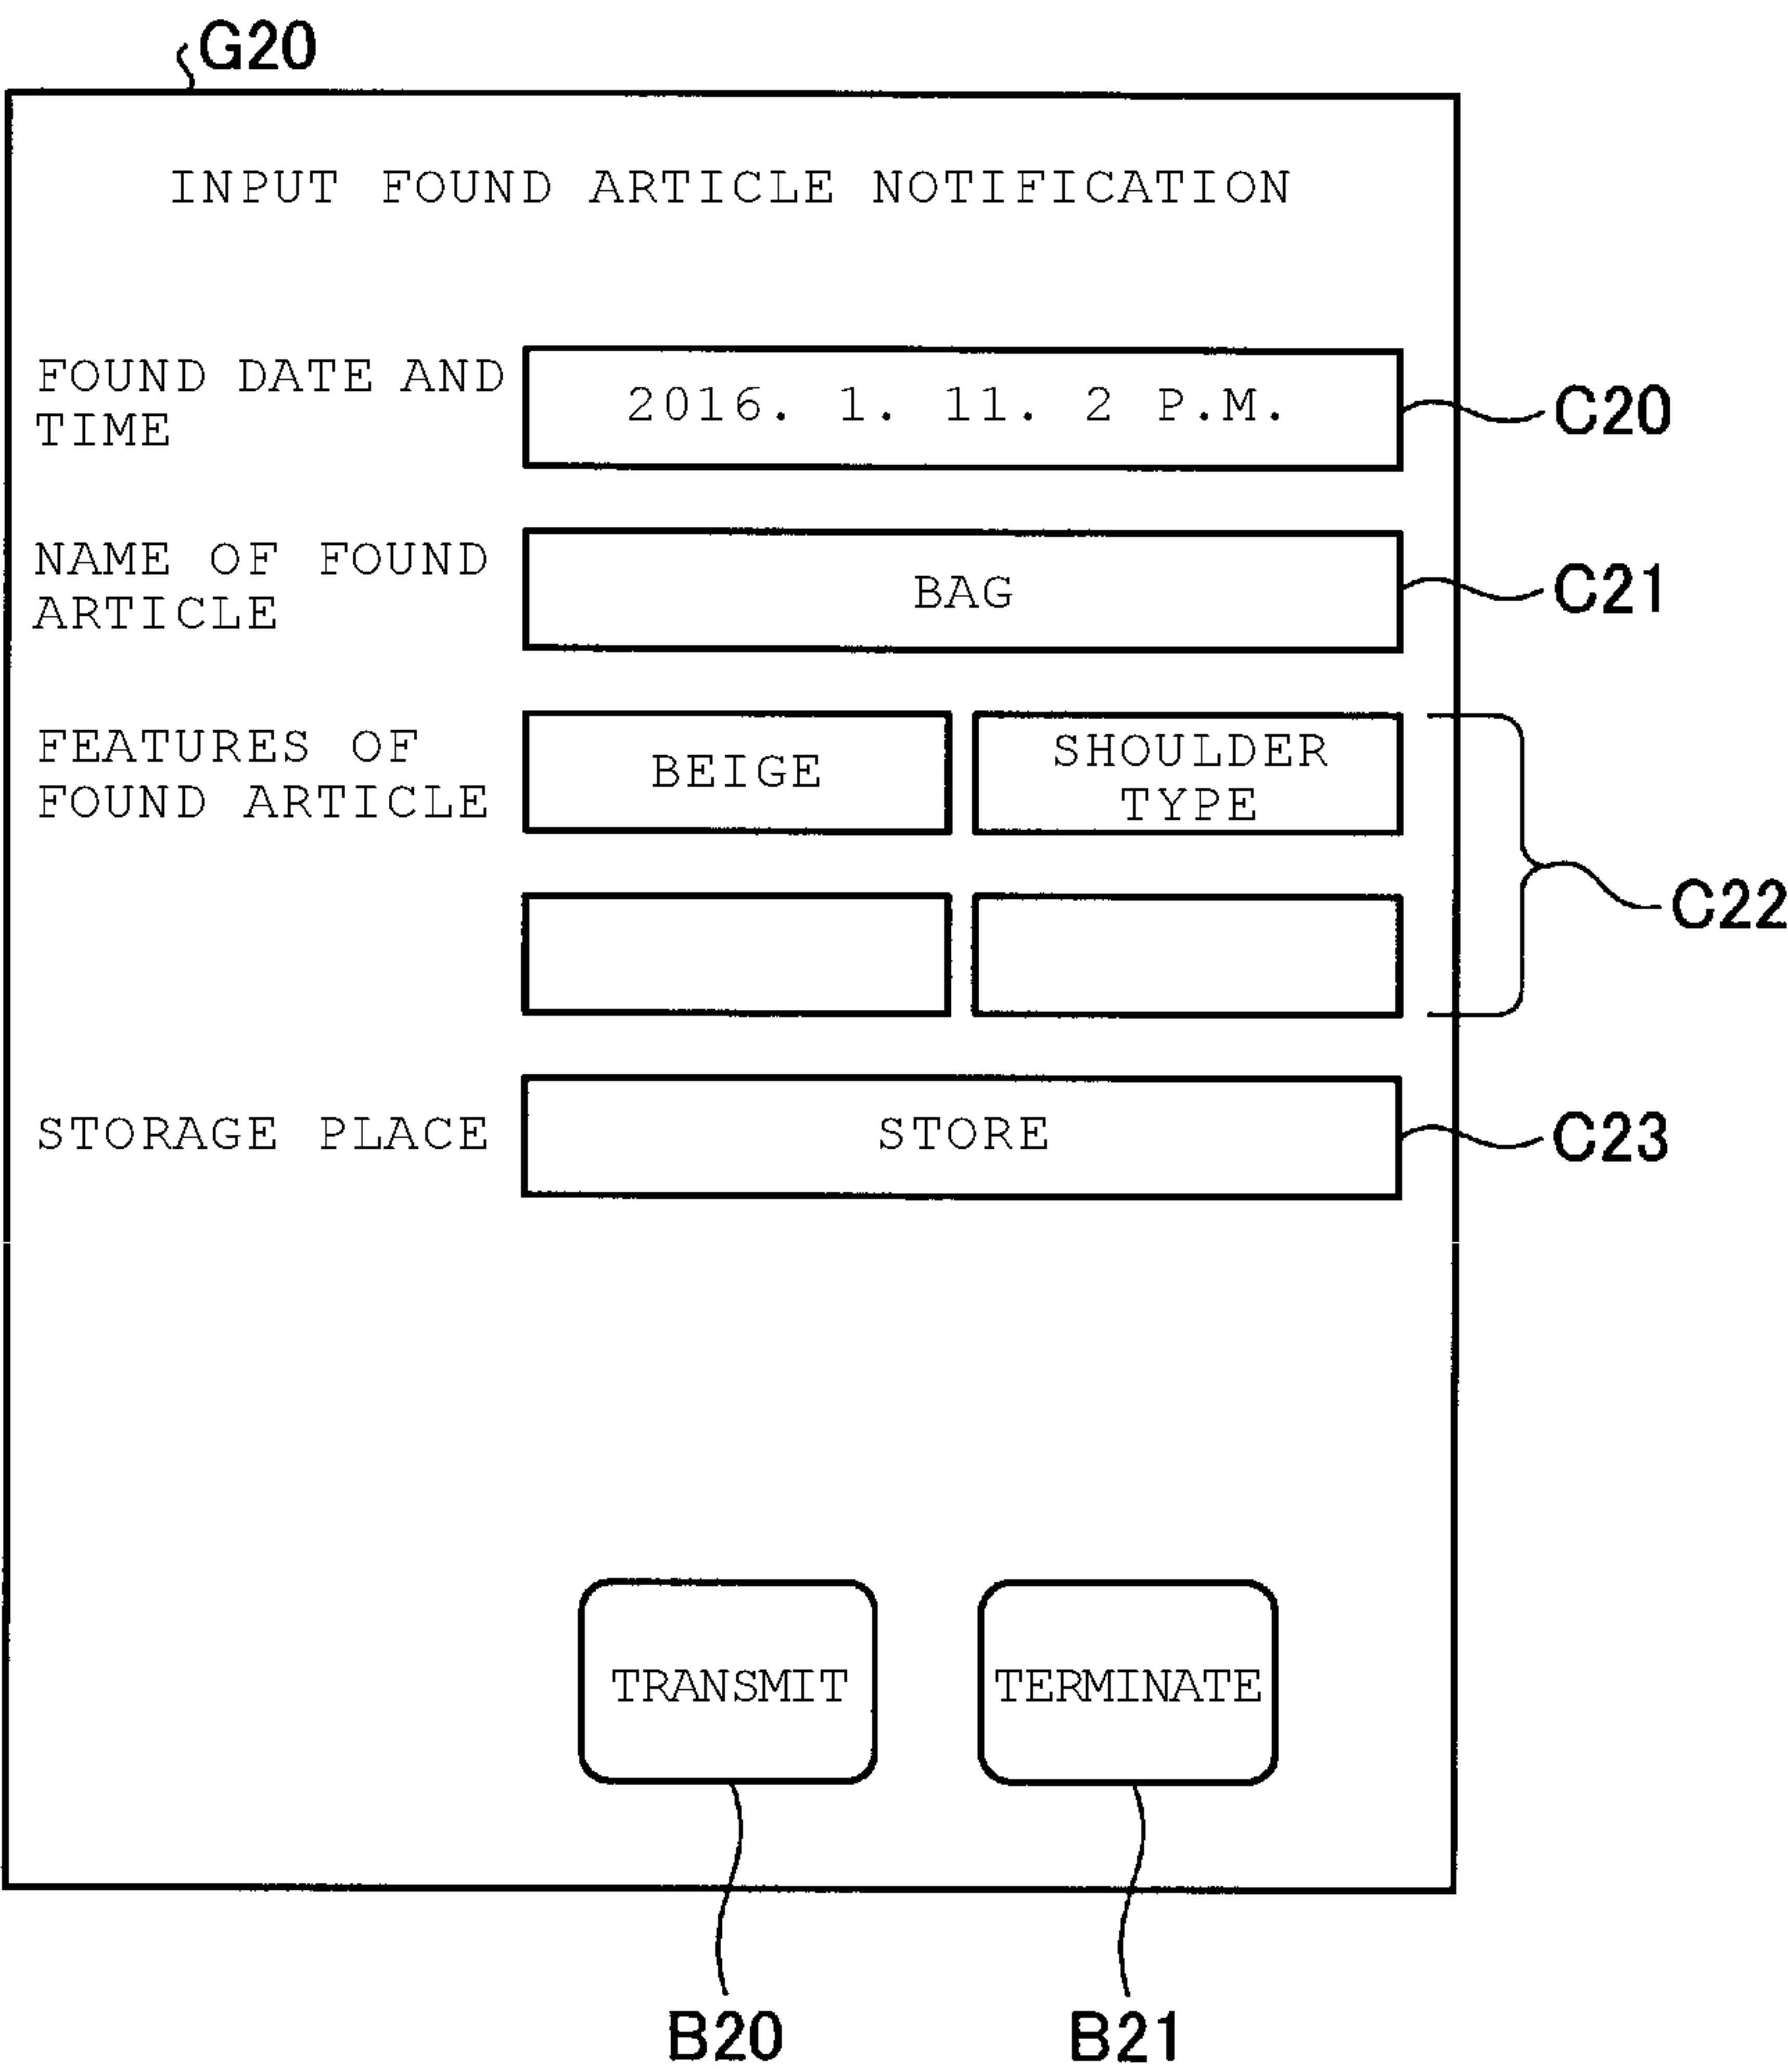 G20
INPUT FOUND ARTICLE NOTIFICATION
FOUND DATE AND
TIME
2016. 1. 11. 2 P.M.
C20
NAME OF FOUND
ARTICLE
BAG
C21
FEATURES OF
FOUND ARTICLE
BEIGE
SHOULDER
TYPE
C22
STORAGE PLACE
STORE
C23
TRANSMIT
TERMINATE
B20
B21